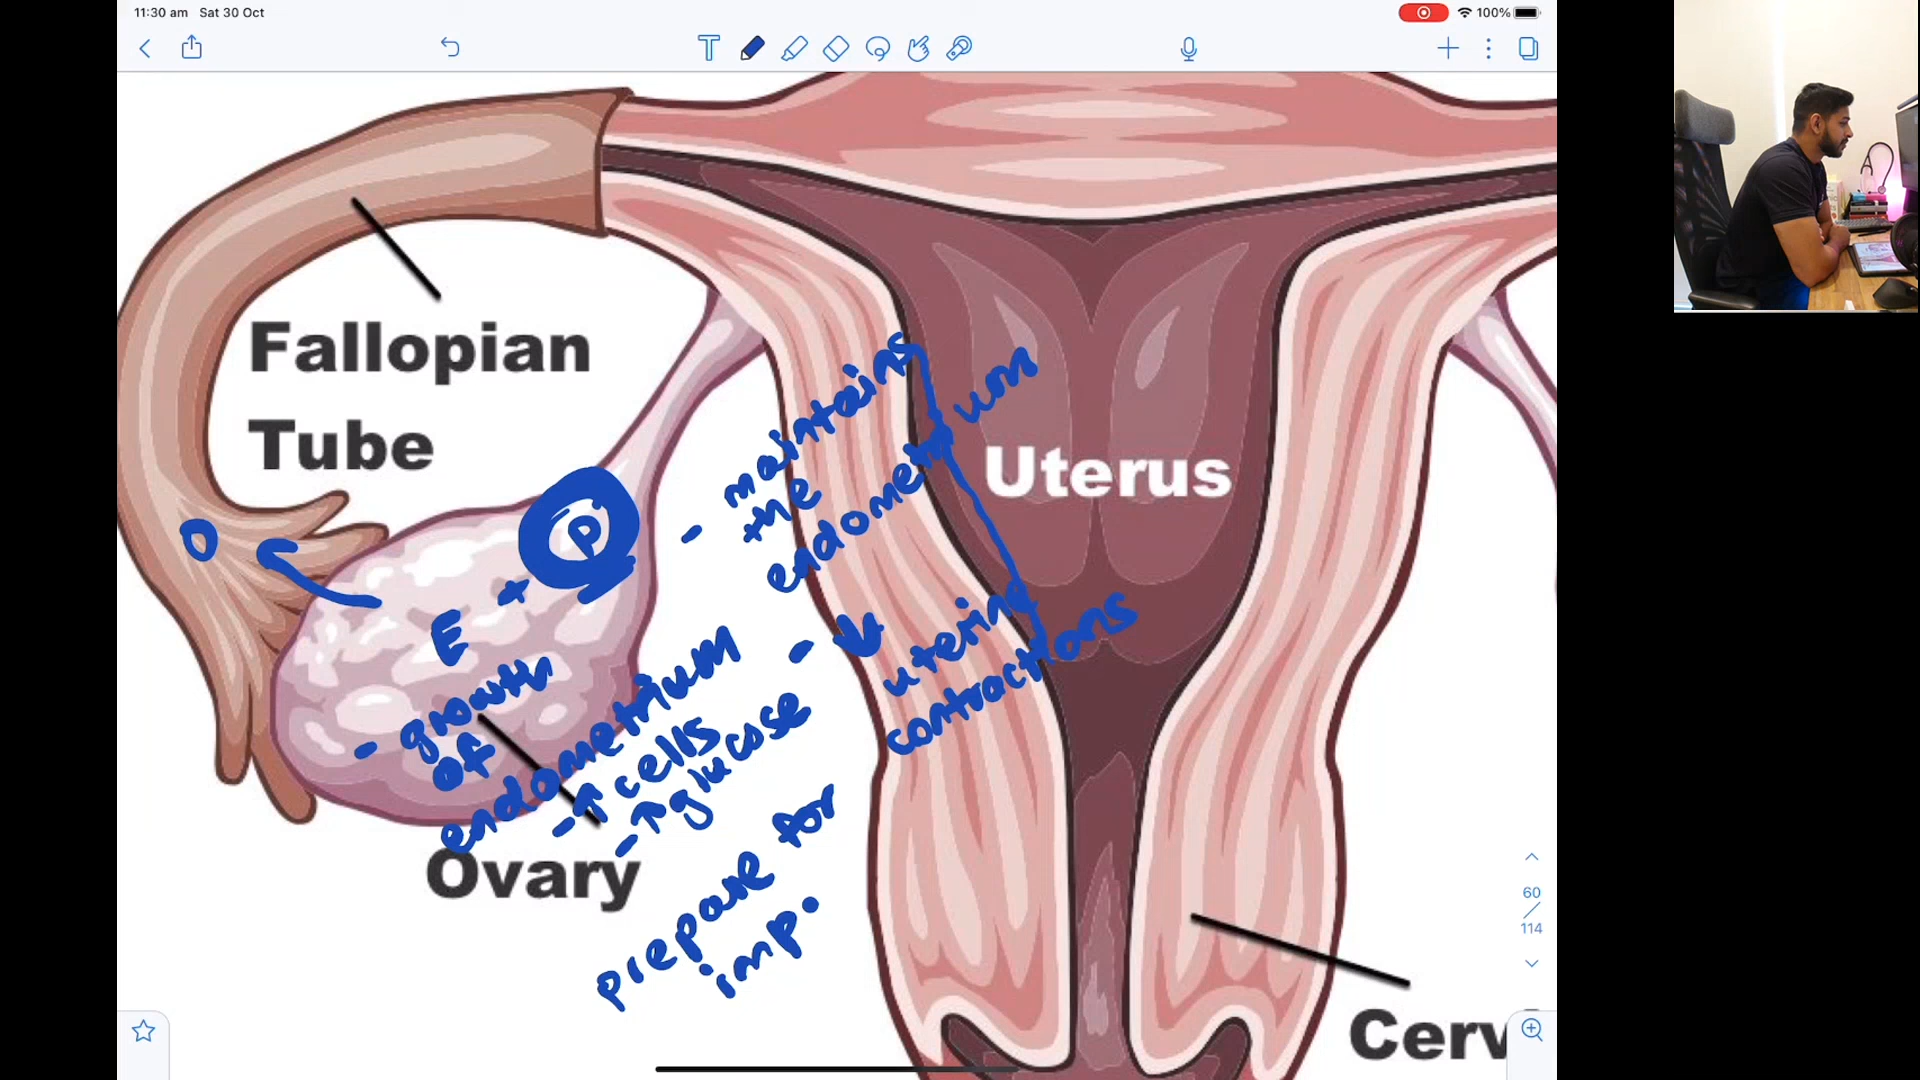 11:30 am Sat 30 Oct
100%
Fallopian
Tube
Uterus
Ovary
Cerv
O
E + P
- growth
of
endometrium
- ↑ cells
- ↑ glucose
prepare for
imp.
- maintains
the
endometrium
- ↓
uterine
contractions
60
114